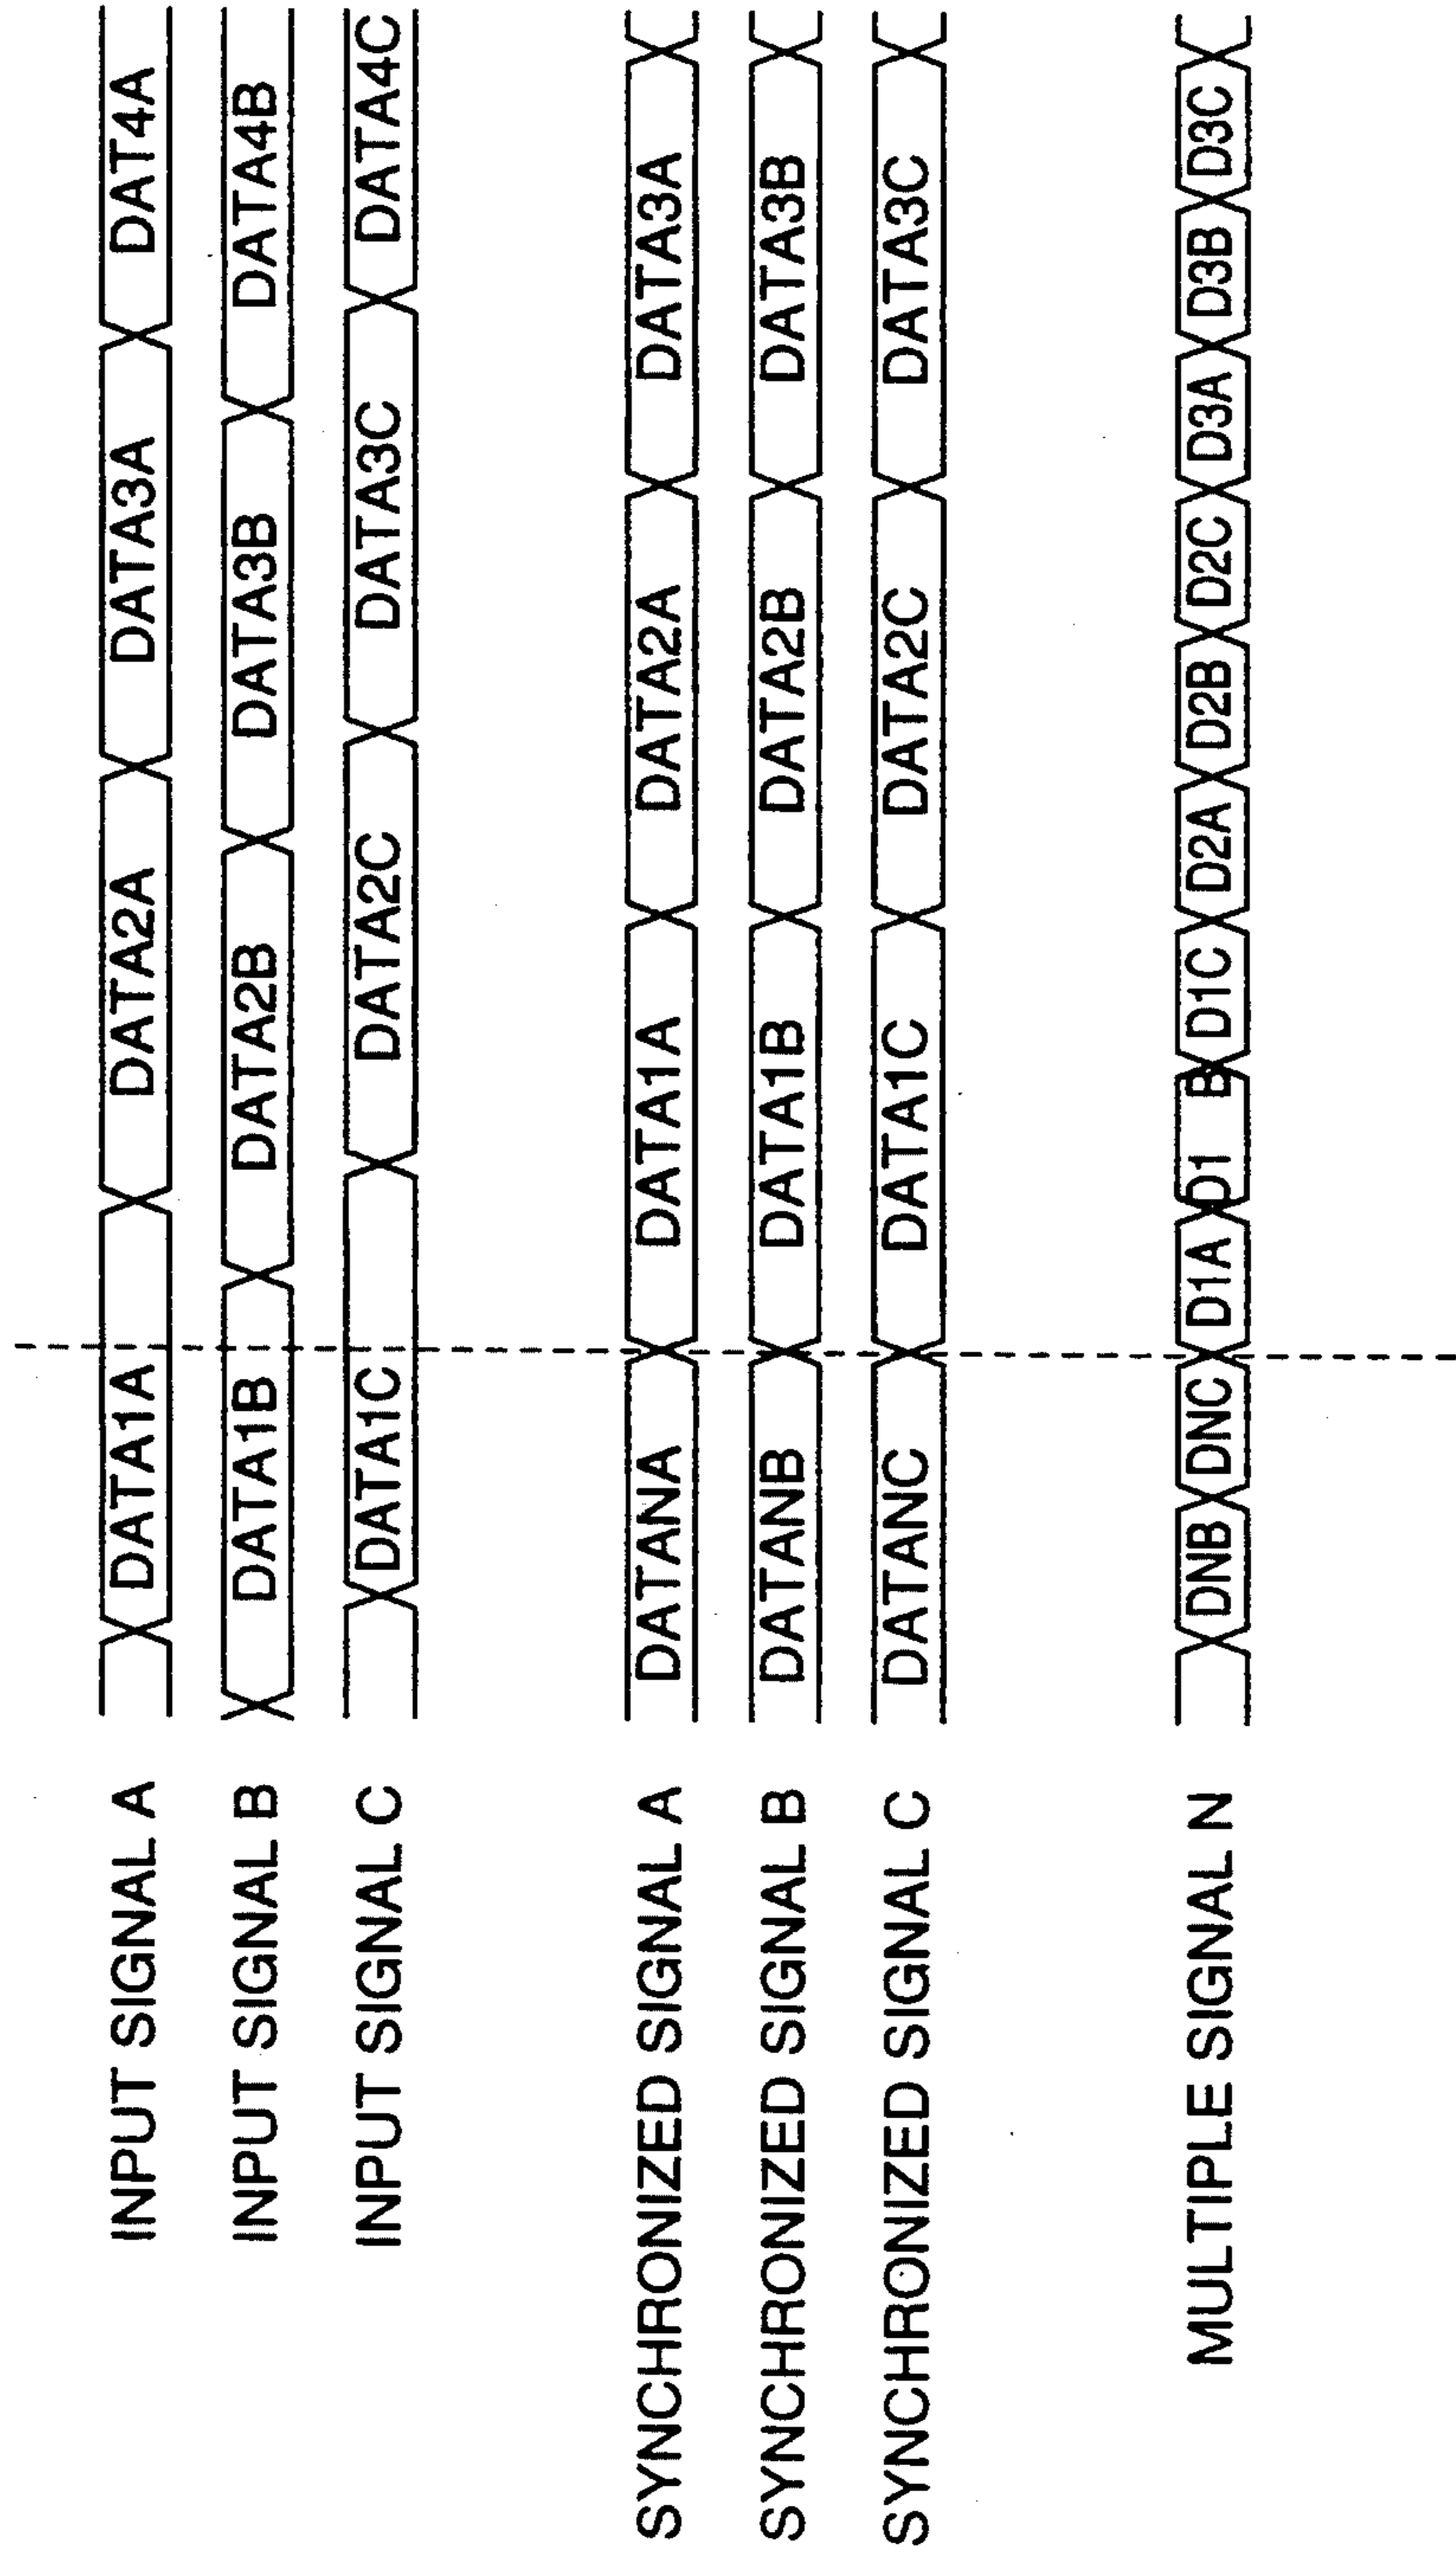 INPUT SIGNAL A DATA1A DATA2A DATA3A DAT4A
INPUT SIGNAL B DATA1B DATA2B DATA3B DATA4B
INPUT SIGNAL C DATA1C DATA2C DATA3C DATA4C
SYNCHRONIZED SIGNAL A DATANA DATA1A DATA2A DATA3A
SYNCHRONIZED SIGNAL B DATANB DATA1B DATA2B DATA3B
SYNCHRONIZED SIGNAL C DATANC DATA1C DATA2C DATA3C
MULTIPLE SIGNAL N DNB DNC D1A D1 B D1C D2A D2B D2C D3A D3B D3C